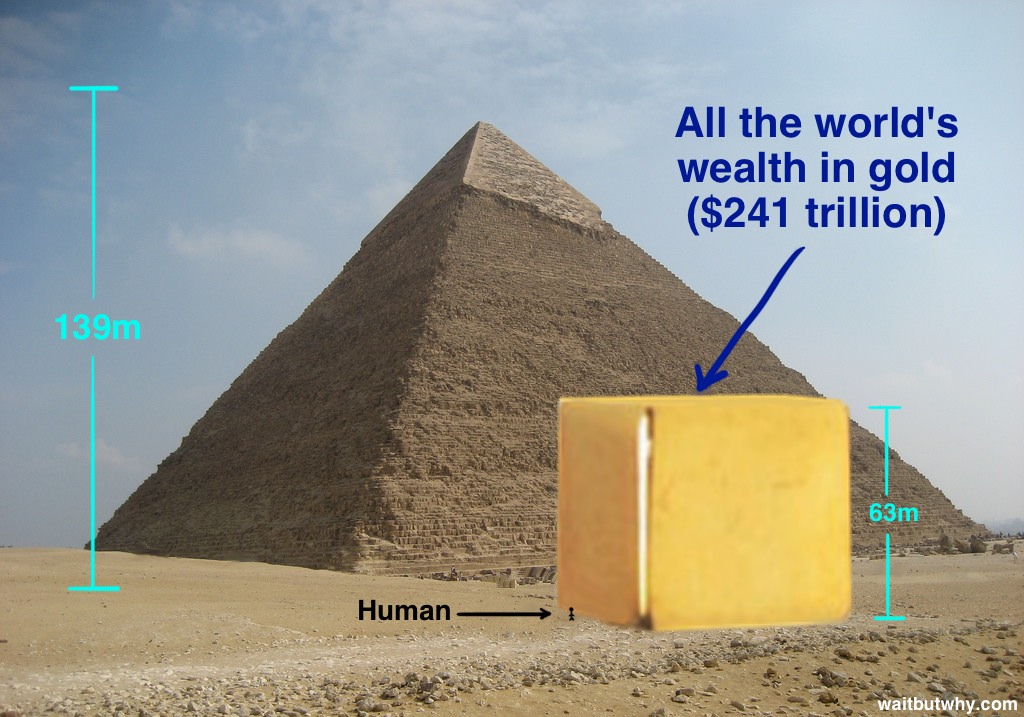 All the world's
wealth in gold
($241 trillion)
139m
63m
Human
waitbutwhy.com